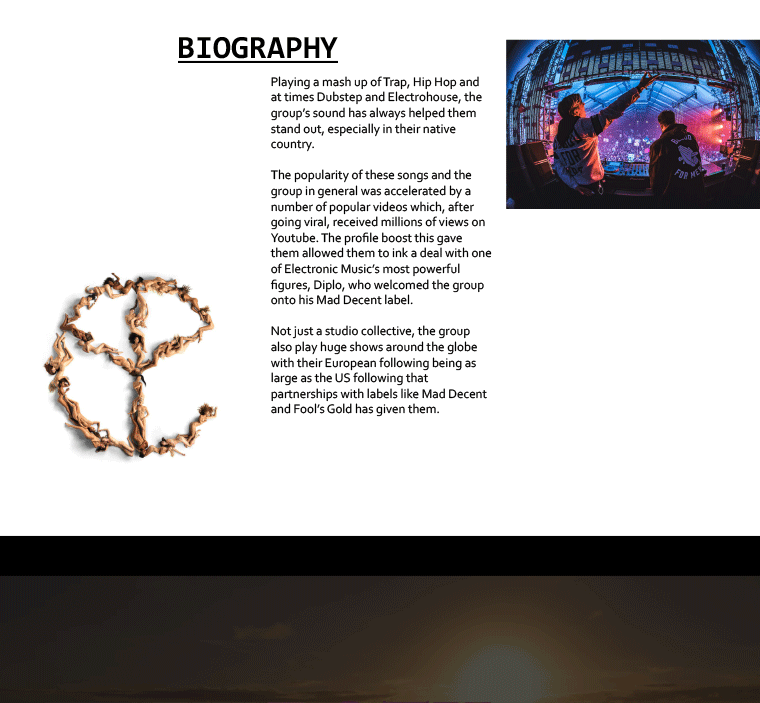 BIOGRAPHY
Playing a mash up of Trap, Hip Hop and
at times Dubstep and Electrohouse, the
group's sound has always helped them
stand out, especially in their native
country.
The popularity of these songs and the
group in general was accelerated by a
number of popular videos which, after
going viral, received millions of views on
Youtube. The profile boost this gave
them allowed them to ink a deal with one
of Electronic Music's most powerful
figures, Diplo, who welcomed the group
onto his Mad Decent label.
Not just a studio collective, the group
also play huge shows around the globe
with their European following being as
large as the US following that
partnerships with labels like Mad Decent
and Fool's Gold has given them.
FOR ME